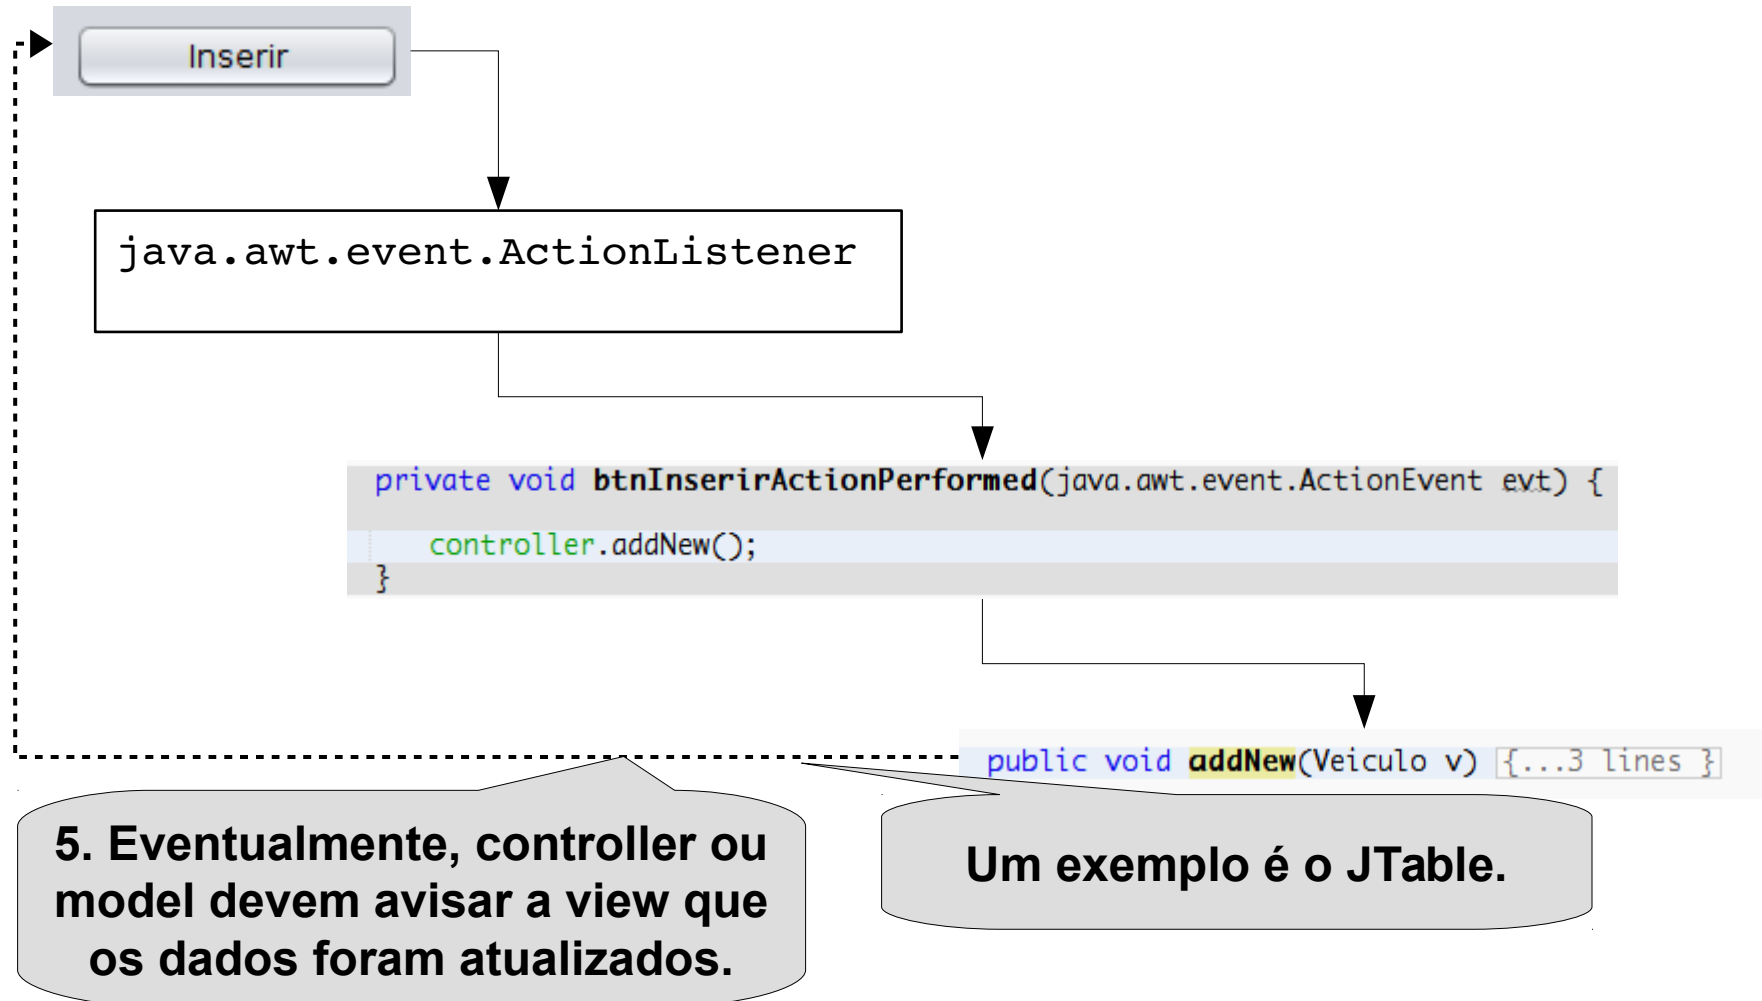 Inserir
java.awt.event.ActionListener
private void btnInserirActionPerformed(java.awt.event.ActionEvent evt) {
controller.addNew();
}
public void addNew(Veiculo v) {...3 lines }
5. Eventualmente, controller ou
model devem avisar a view que
os dados foram atualizados.
Um exemplo é o JTable.